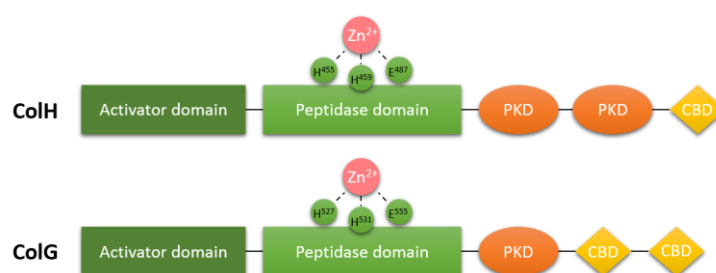 Zn2+
H455 H459 E487
ColH Activator domain Peptidase domain PKD PKD CBD
Zn2+
H527 H531 E555
ColG Activator domain Peptidase domain PKD CBD CBD